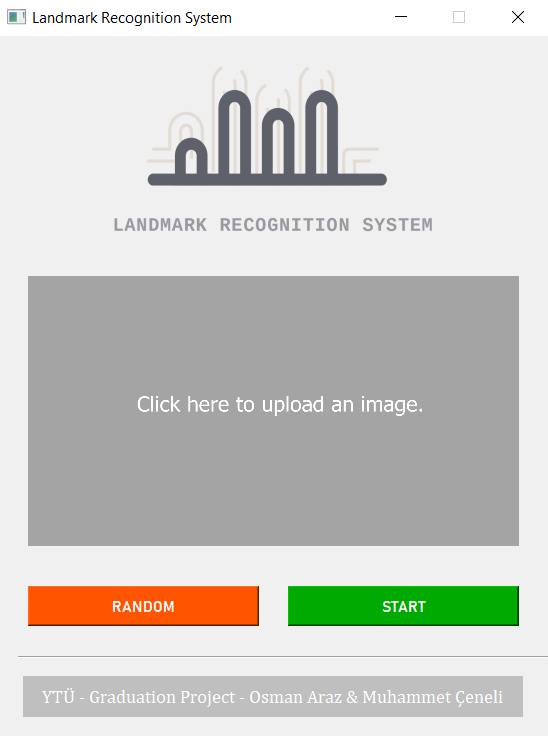 Landmark Recognition System
LANDMARK RECOGNITION SYSTEM
Click here to upload an image.
RANDOM
START
YTÜ - Graduation Project - Osman Araz & Muhammet Çeneli